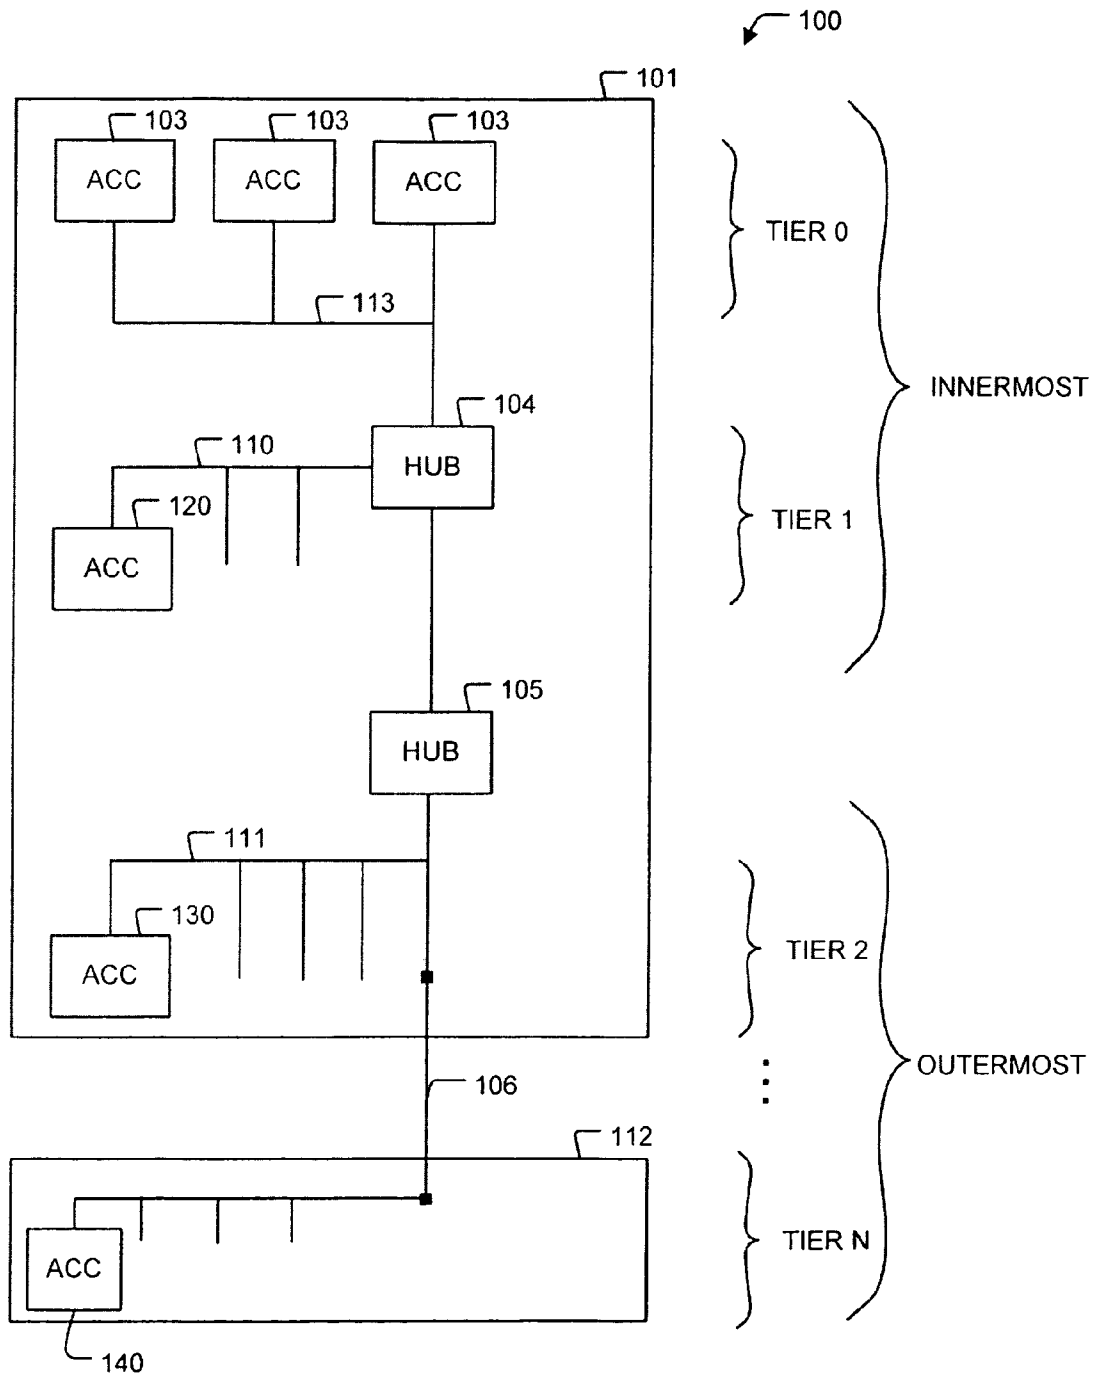 100
101
103 103 103
ACC ACC ACC
TIER 0
113
INNERMOST
104
110
HUB
120
TIER 1
ACC
105
HUB
111
130
TIER 2
ACC
OUTERMOST
106
112
TIER N
ACC
140